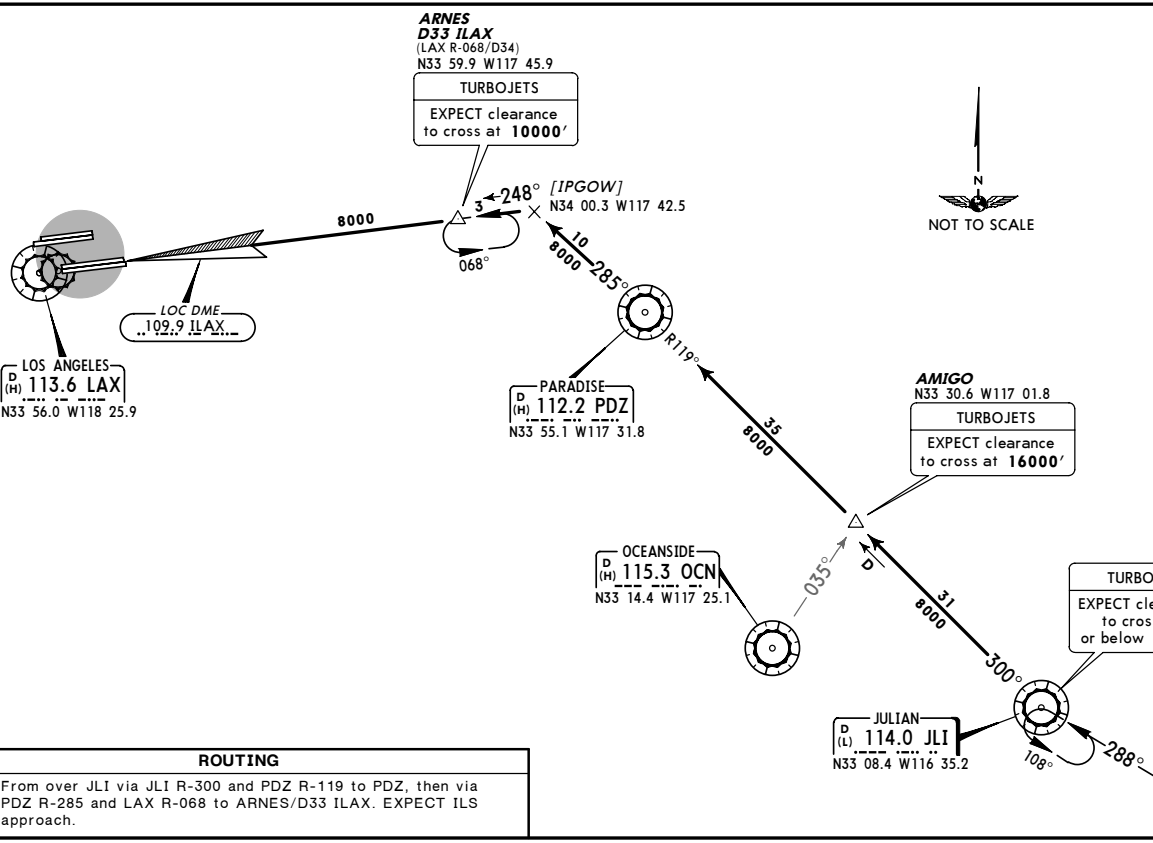 ARNES
D33 ILAX
(LAX R-068/D34)
N33 59.9 W117 45.9
TURBOJETS
EXPECT clearance
to cross at 10000′
248° [IPGOW]
3 N34 00.3 W117 42.5
8000
068°
10
8000
285°
N
NOT TO SCALE
LOC DME
109.9 ILAX
LOS ANGELES
D
(H) 113.6 LAX
N33 56.0 W118 25.9
R119°
PARADISE
D
(H) 112.2 PDZ
N33 55.1 W117 31.8
35
8000
AMIGO
N33 30.6 W117 01.8
TURBOJETS
EXPECT clearance
to cross at 16000′
OCEANSIDE
D
(H) 115.3 OCN
N33 14.4 W117 25.1
035°
D
31
8000
300°
TURBO
EXPECT cle
to cros
or below
JULIAN
D
(L) 114.0 JLI
N33 08.4 W116 35.2
108°
288°
ROUTING
From over JLI via JLI R-300 and PDZ R-119 to PDZ, then via
PDZ R-285 and LAX R-068 to ARNES/D33 ILAX. EXPECT ILS
approach.